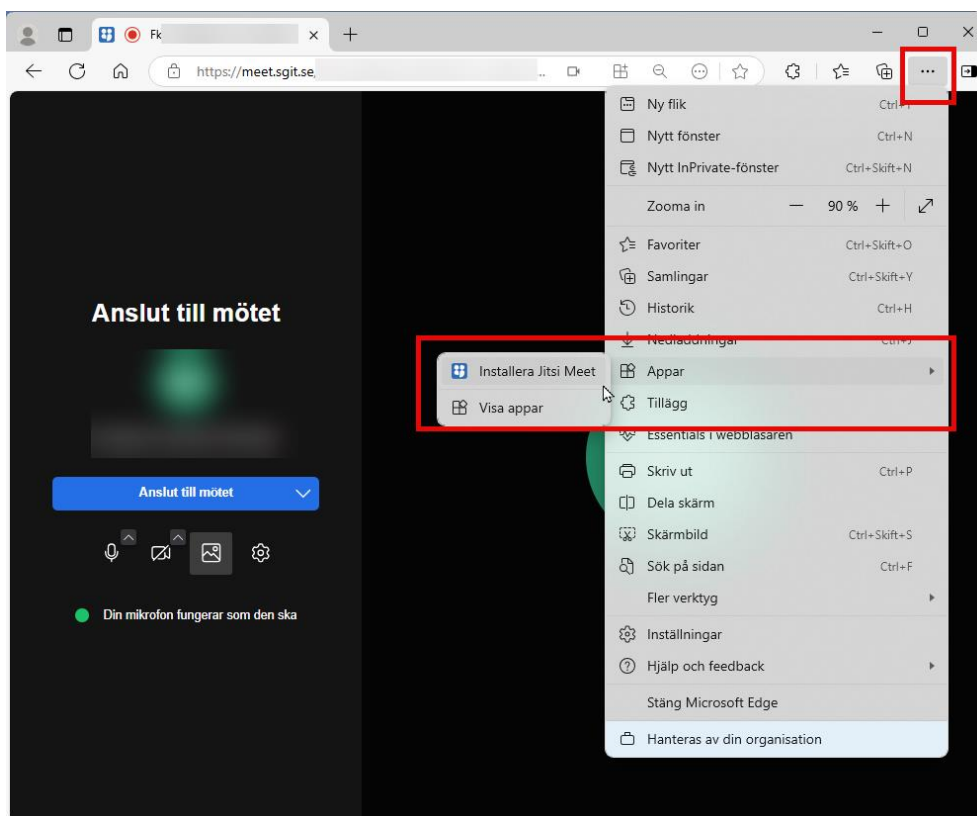 Fk
https://meet.sgit.se,
Ny flik
Nytt fönster Ctrl+N
Nytt InPrivate-fönster Ctrl+Skift+N
Zooma in — 90 % +
Favoriter Ctrl+Skift+O
Samlingar Ctrl+Skift+Y
Historik Ctrl+H
Nedladdningar Ctrl+J
Appar
Tillägg
Essentials i webbläsaren
Skriv ut Ctrl+P
Dela skärm
Skärmbild Ctrl+Skift+S
Sök på sidan Ctrl+F
Fler verktyg
Inställningar
Hjälp och feedback
Stäng Microsoft Edge
Hanteras av din organisation
Installera Jitsi Meet
Visa appar
Anslut till mötet
Anslut till mötet
Din mikrofon fungerar som den ska